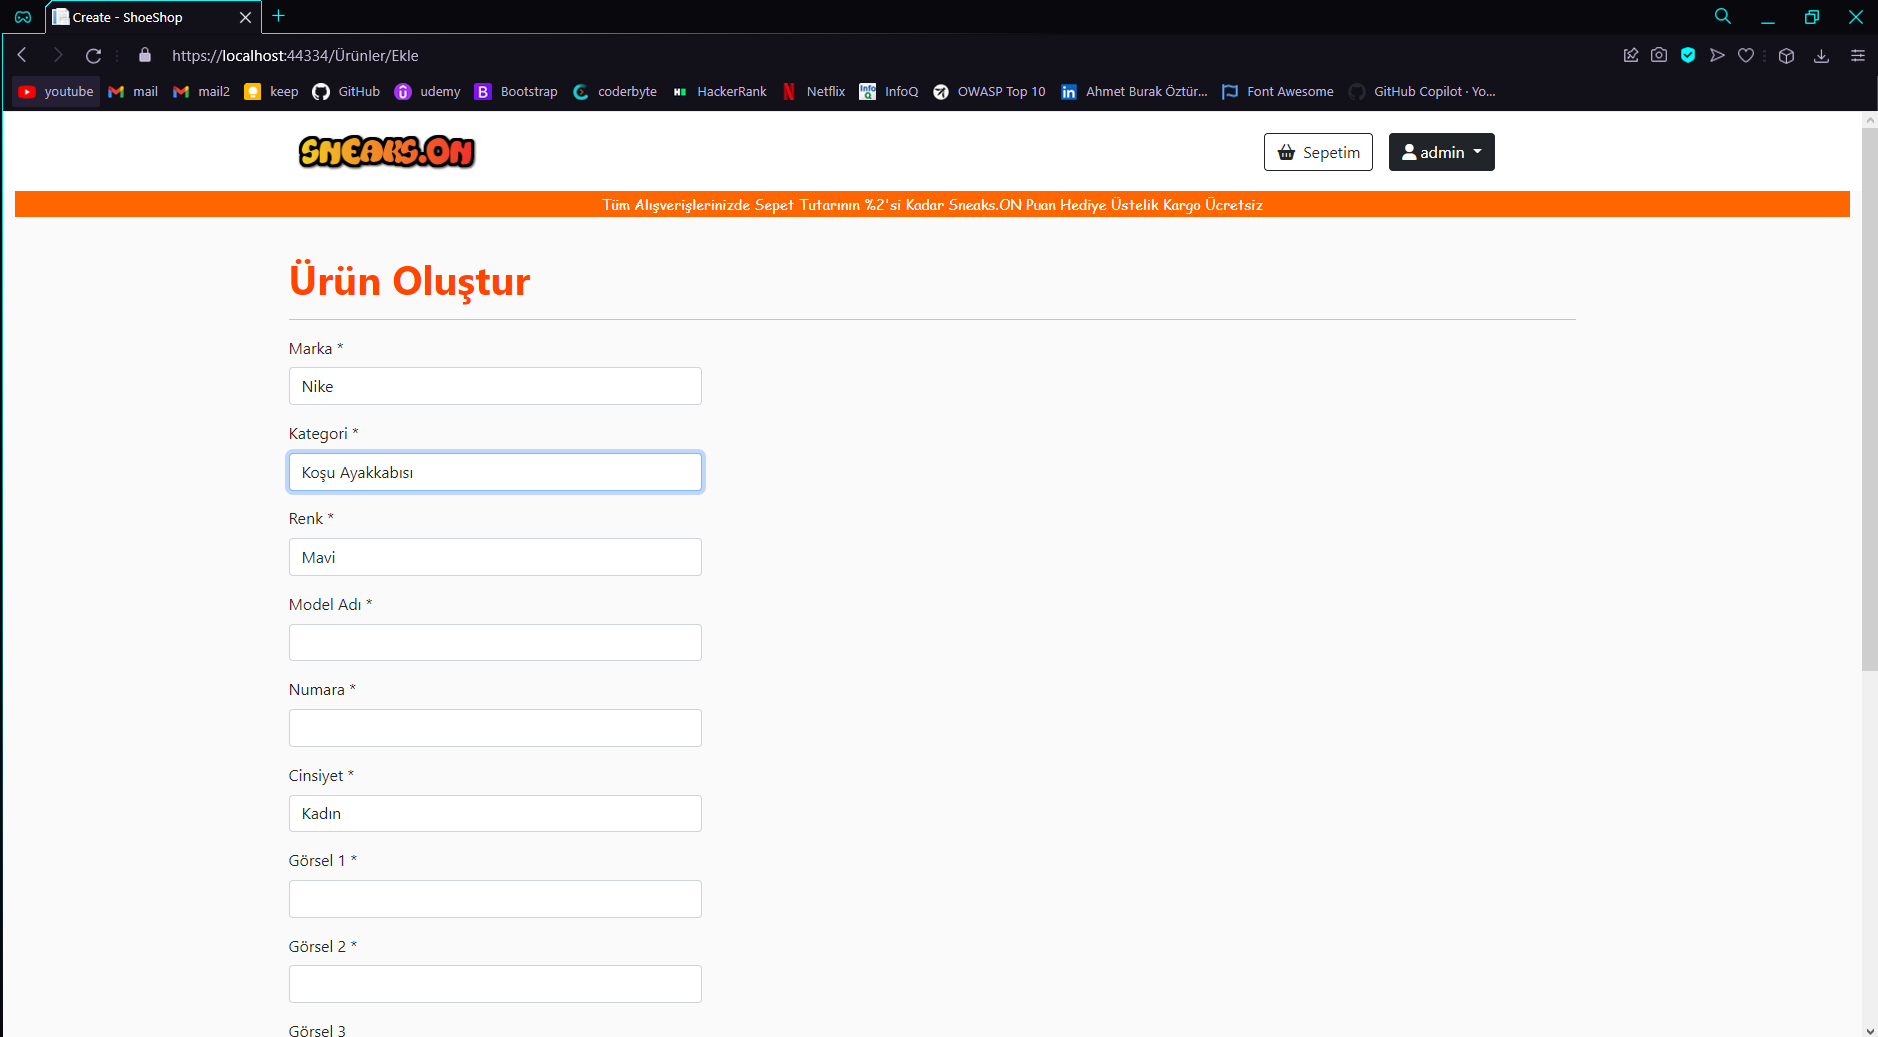 Create - ShoeShop
https://localhost:44334/Ürünler/Ekle
youtube mail mail2 keep GitHub udemy Bootstrap coderbyte HackerRank Netflix InfoQ OWASP Top 10 Ahmet Burak Öztür... Font Awesome GitHub Copilot · Yo...
SNEAKS.ON Sepetim admin
Tüm Alışverişlerinizde Sepet Tutarının %2'si Kadar Sneaks.ON Puan Hediye Üstelik Kargo Ücretsiz
Ürün Oluştur
Marka *
Nike
Kategori *
Koşu Ayakkabısı
Renk *
Mavi
Model Adı *
Numara *
Cinsiyet *
Kadın
Görsel 1 *
Görsel 2 *
Görsel 3